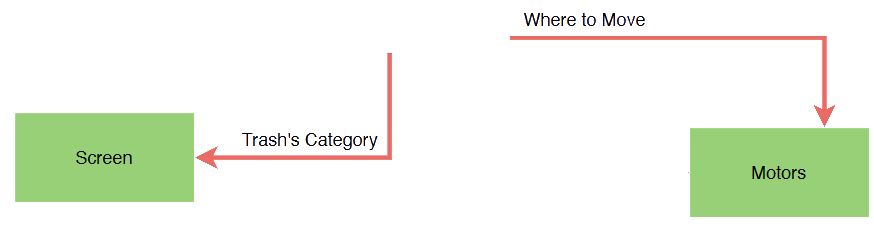 Where to Move
Trash's Category
Screen
Motors